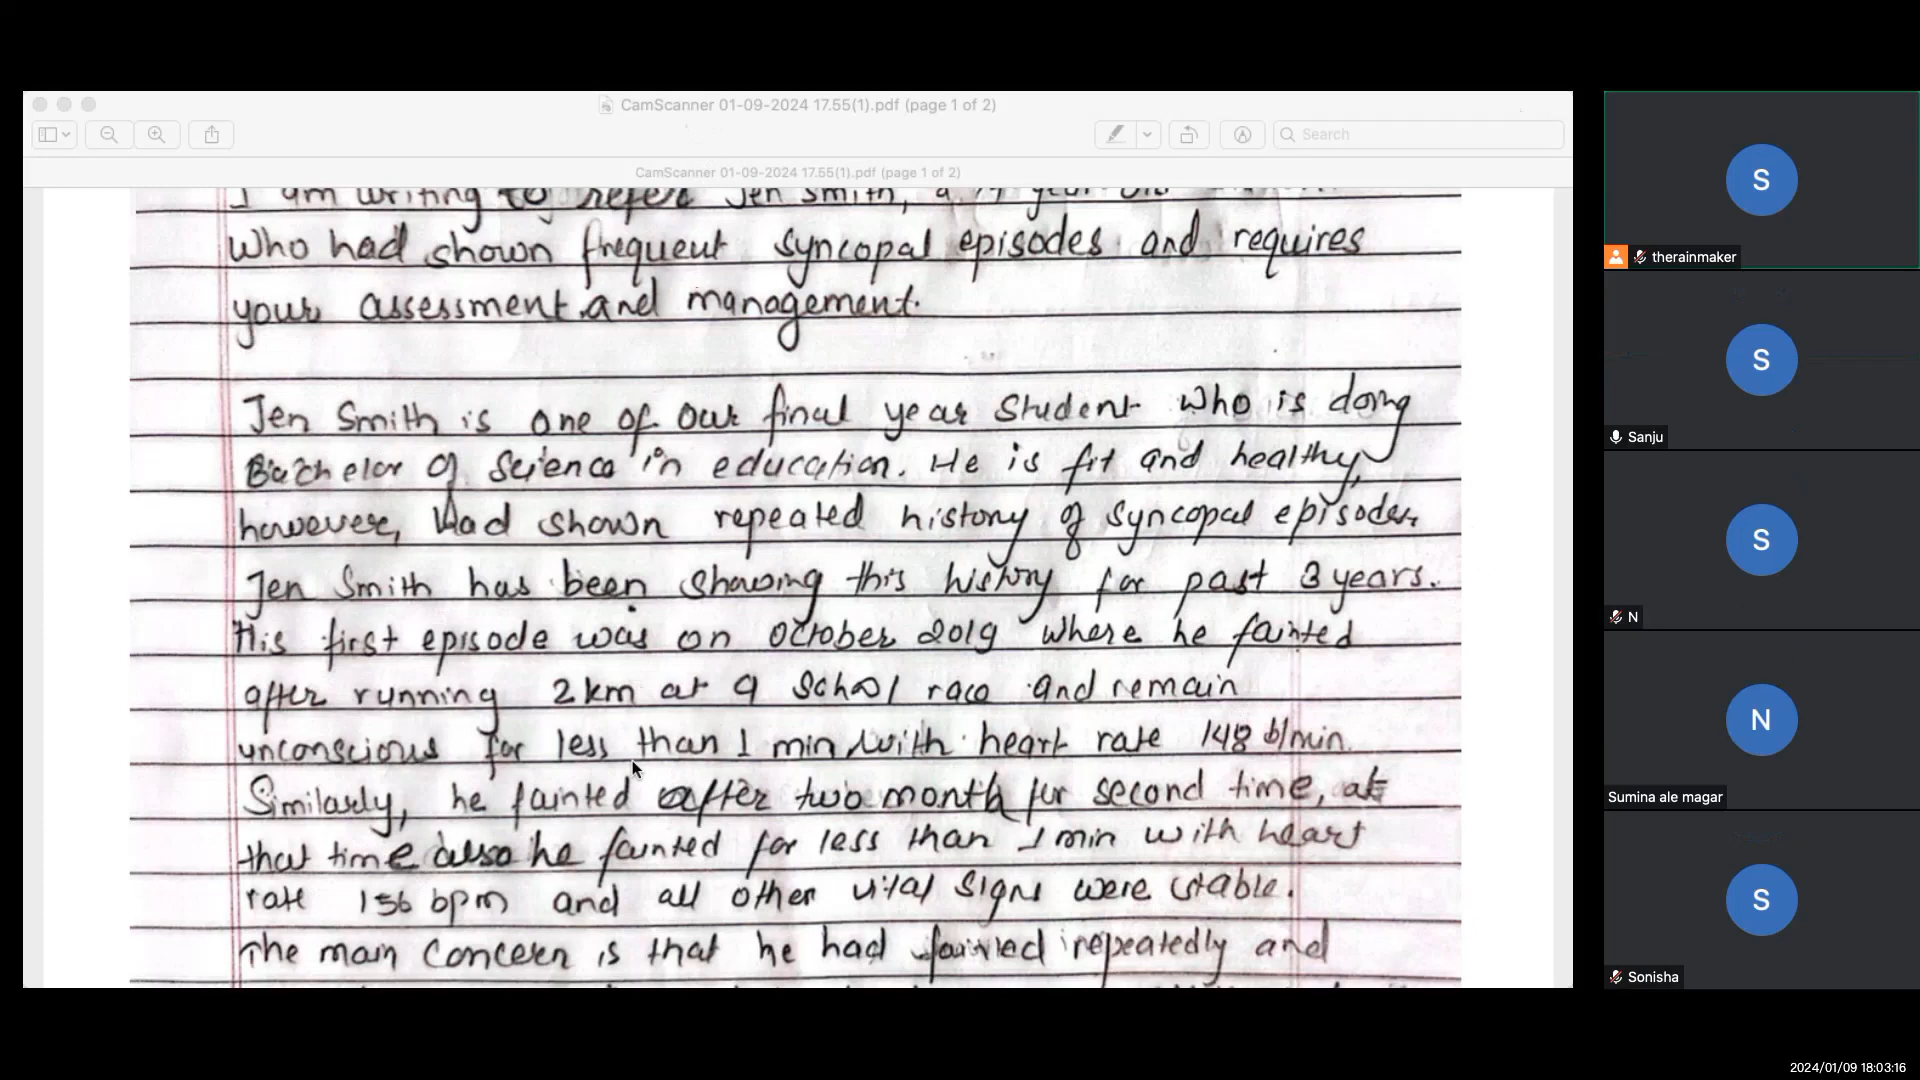 CamScanner 01-09-2024 17.55(1).pdf (page 1 of 2)
Search
CamScanner 01-09-2024 17.55(1).pdf (page 1 of 2)
I am writing to refer Jen Smith, a year old
Who had shown frequent syncopal episodes and requires
your assessment and management.
Jen Smith is one of our final year student who is doing
Bachelor of Science in education. He is fit and healthy,
however, had shown repeated history of syncopal episodes.
Jen Smith has been showing this history for past 3 years.
His first episode was on October 2019 where he fainted
after running 2 km at a school race and remain
unconscious for less than 1 min, with heart rate 148 b/min.
Similarly, he fainted after two month for second time, at
that time also he fainted for less than 1 min with heart
rate 156 bpm and all other vital signs were stable.
The main concern is that he had fainted repeatedly and
S
therainmaker
S
Sanju
S
N
N
Sumina ale magar
S
Sonisha
2024/01/09 18:03:16